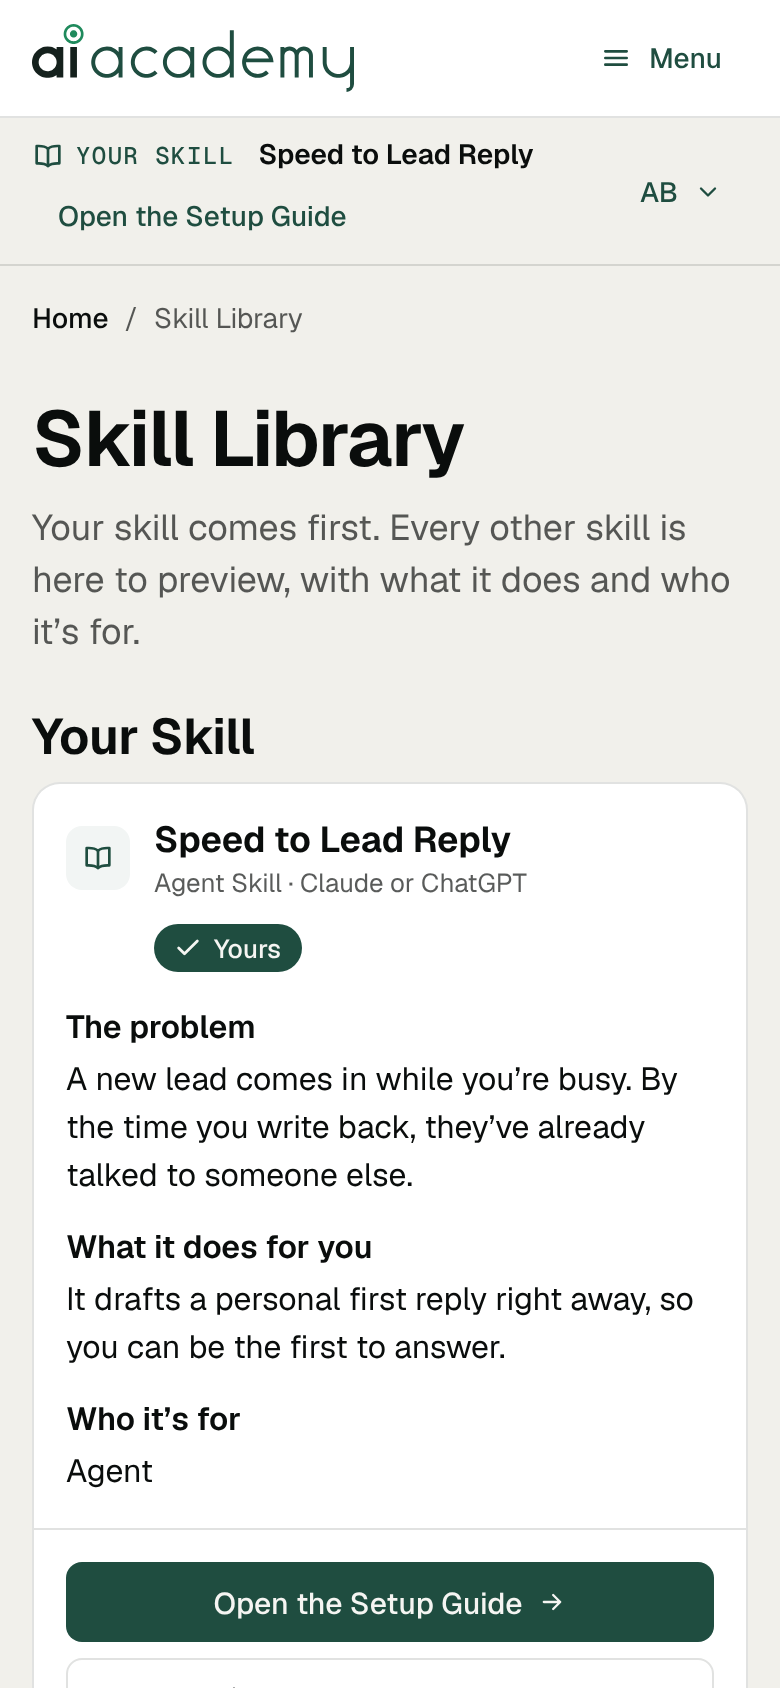 ai academy
Menu
YOUR SKILL Speed to Lead Reply
Open the Setup Guide
AB
Home / Skill Library
Skill Library
Your skill comes first. Every other skill is
here to preview, with what it does and who
it’s for.
Your Skill
Speed to Lead Reply
Agent Skill · Claude or ChatGPT
Yours
The problem
A new lead comes in while you’re busy. By
the time you write back, they’ve already
talked to someone else.
What it does for you
It drafts a personal first reply right away, so
you can be the first to answer.
Who it’s for
Agent
Open the Setup Guide →